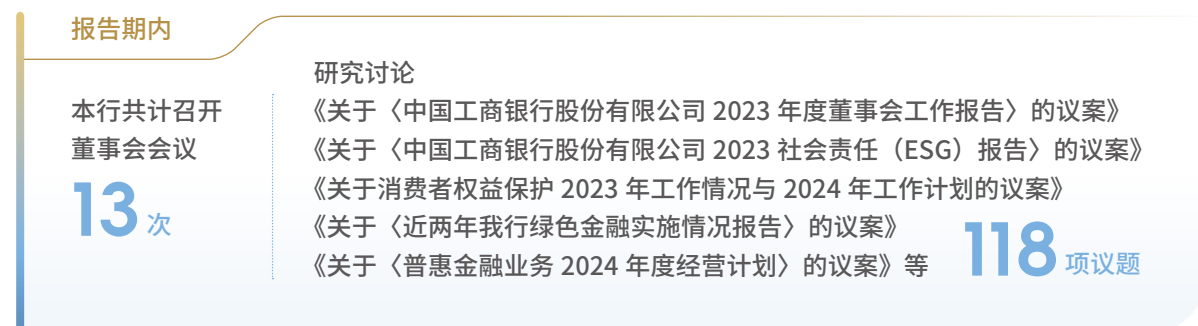 报告期内
本行共计召开
董事会会议
13 次
研究讨论
《关于〈中国工商银行股份有限公司 2023 年度董事会工作报告〉的议案》
《关于〈中国工商银行股份有限公司 2023 社会责任（ESG）报告〉的议案》
《关于消费者权益保护 2023 年工作情况与 2024 年工作计划的议案》
《关于〈近两年我行绿色金融实施情况报告〉的议案》
《关于〈普惠金融业务 2024 年度经营计划〉的议案》等
118 项议题